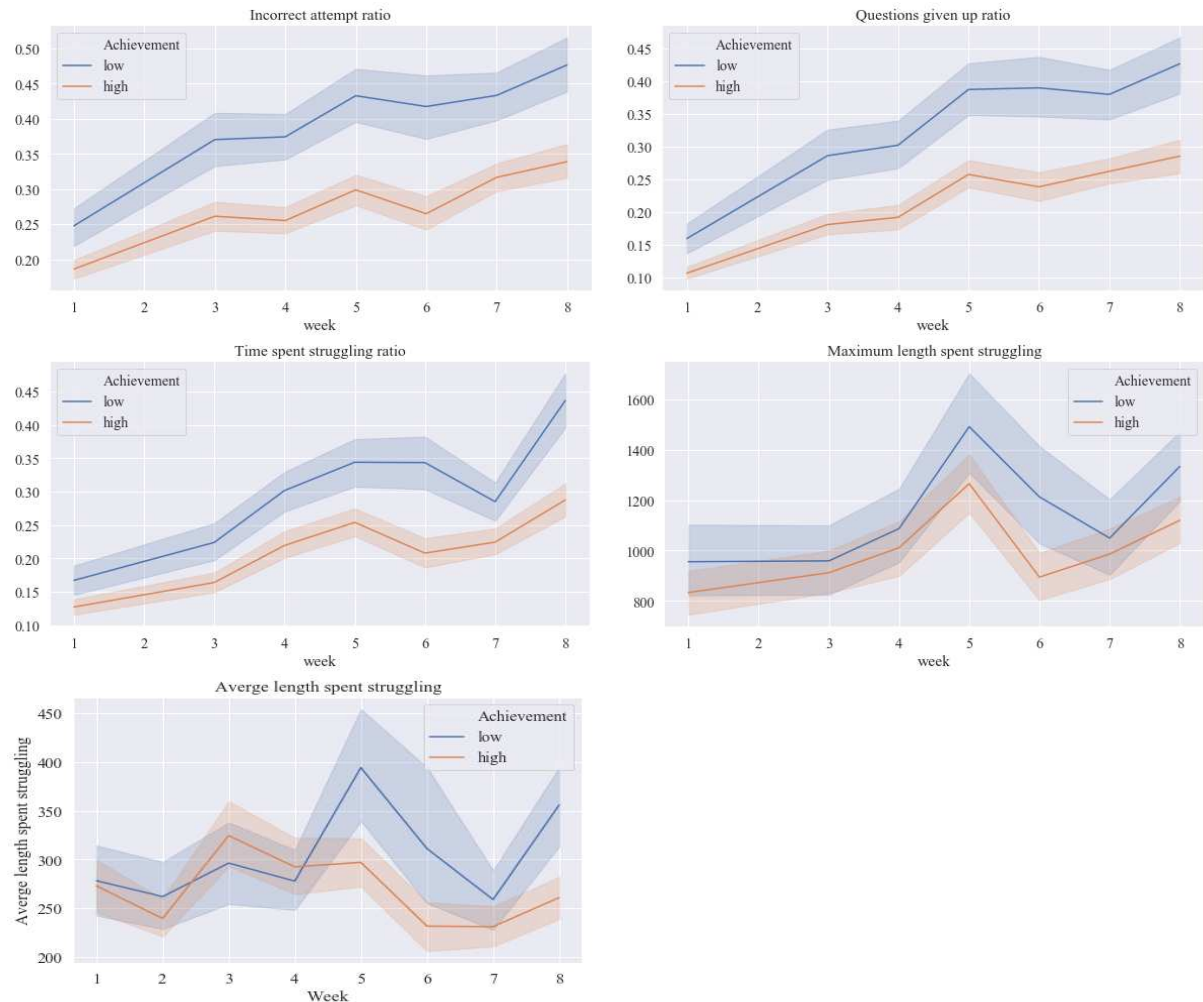 Incorrect attempt ratio
Achievement
low
high
0.50
0.45
0.40
0.35
0.30
0.25
0.20
1 2 3 4 5 6 7 8
week
Questions given up ratio
Achievement
low
high
0.45
0.40
0.35
0.30
0.25
0.20
0.15
0.10
1 2 3 4 5 6 7 8
week
Time spent struggling ratio
Achievement
low
high
0.45
0.40
0.35
0.30
0.25
0.20
0.15
0.10
1 2 3 4 5 6 7 8
week
Maximum length spent struggling
Achievement
low
high
1600
1400
1200
1000
800
1 2 3 4 5 6 7 8
week
Averge length spent struggling
Achievement
low
high
Averge length spent struggling
450
400
350
300
250
200
1 2 3 4 5 6 7 8
Week